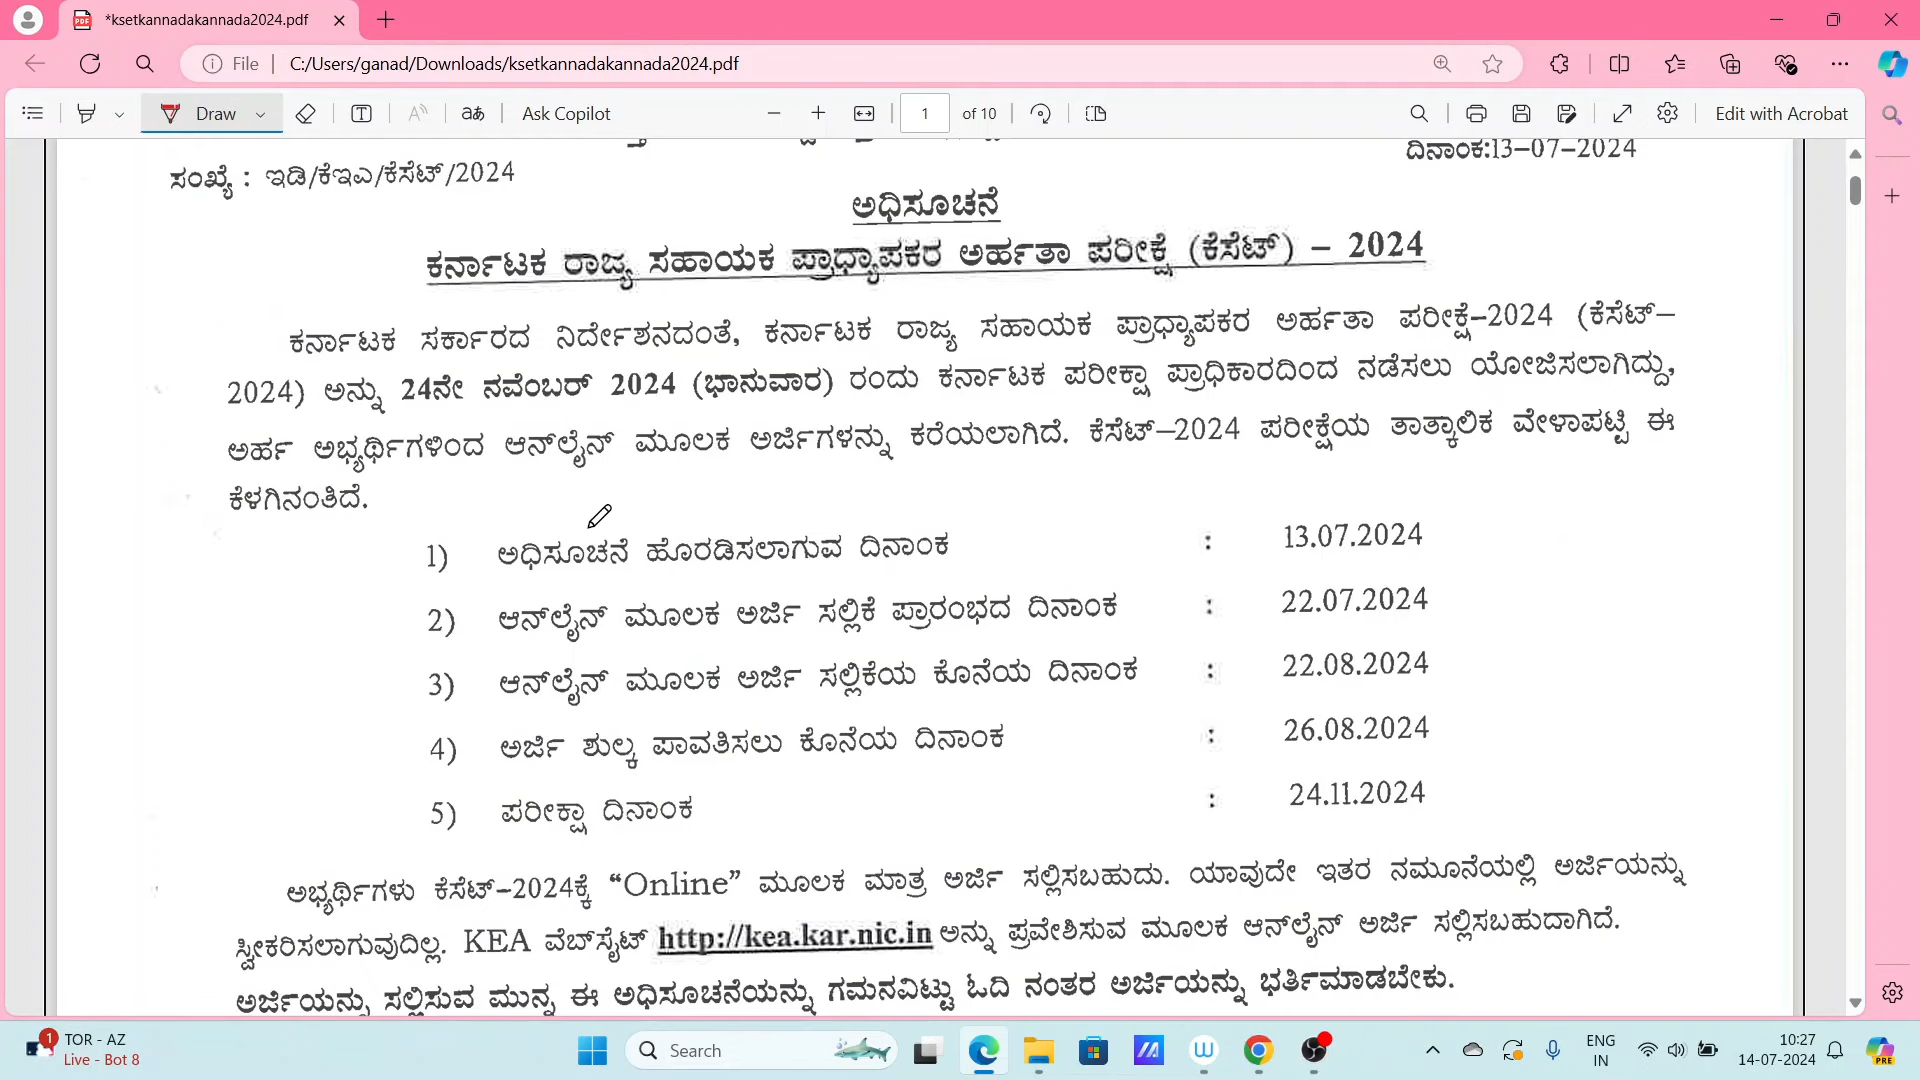 *ksetkannadakannada2024.pdf
File
C:/Users/ganad/Downloads/ksetkannadakannada2024.pdf
Draw
Ask Copilot
1 of 10
Edit with Acrobat
ದಿನಾಂಕ:13-07-2024
ಸಂಖ್ಯೆ : ಇಡಿ/ಕೆಇಎ/ಕೆಸೆಟ್/2024
ಅಧಿಸೂಚನೆ
ಕರ್ನಾಟಕ ರಾಜ್ಯ ಸಹಾಯಕ ಪ್ರಾಧ್ಯಾಪಕರ ಅರ್ಹತಾ ಪರೀಕ್ಷೆ (ಕೆಸೆಟ್) – 2024
ಕರ್ನಾಟಕ ಸರ್ಕಾರದ ನಿರ್ದೇಶನದಂತೆ, ಕರ್ನಾಟಕ ರಾಜ್ಯ ಸಹಾಯಕ ಪ್ರಾಧ್ಯಾಪಕರ ಅರ್ಹತಾ ಪರೀಕ್ಷೆ-2024 (ಕೆಸೆಟ್–
2024) ಅನ್ನು 24ನೇ ನವೆಂಬರ್ 2024 (ಭಾನುವಾರ) ರಂದು ಕರ್ನಾಟಕ ಪರೀಕ್ಷಾ ಪ್ರಾಧಿಕಾರದಿಂದ ನಡೆಸಲು ಯೋಜಿಸಲಾಗಿದ್ದು,
ಅರ್ಹ ಅಭ್ಯರ್ಥಿಗಳಿಂದ ಆನ್‌ಲೈನ್ ಮೂಲಕ ಅರ್ಜಿಗಳನ್ನು ಕರೆಯಲಾಗಿದೆ. ಕೆಸೆಟ್–2024 ಪರೀಕ್ಷೆಯ ತಾತ್ಕಾಲಿಕ ವೇಳಾಪಟ್ಟಿ ಈ
ಕೆಳಗಿನಂತಿದೆ.
1) ಅಧಿಸೂಚನೆ ಹೊರಡಿಸಲಾಗುವ ದಿನಾಂಕ : 13.07.2024
2) ಆನ್‌ಲೈನ್ ಮೂಲಕ ಅರ್ಜಿ ಸಲ್ಲಿಕೆ ಪ್ರಾರಂಭದ ದಿನಾಂಕ : 22.07.2024
3) ಆನ್‌ಲೈನ್ ಮೂಲಕ ಅರ್ಜಿ ಸಲ್ಲಿಕೆಯ ಕೊನೆಯ ದಿನಾಂಕ : 22.08.2024
4) ಅರ್ಜಿ ಶುಲ್ಕ ಪಾವತಿಸಲು ಕೊನೆಯ ದಿನಾಂಕ : 26.08.2024
5) ಪರೀಕ್ಷಾ ದಿನಾಂಕ : 24.11.2024
ಅಭ್ಯರ್ಥಿಗಳು ಕೆಸೆಟ್-2024ಕ್ಕೆ “Online” ಮೂಲಕ ಮಾತ್ರ ಅರ್ಜಿ ಸಲ್ಲಿಸಬಹುದು. ಯಾವುದೇ ಇತರ ನಮೂನೆಯಲ್ಲಿ ಅರ್ಜಿಯನ್ನು
ಸ್ವೀಕರಿಸಲಾಗುವುದಿಲ್ಲ. KEA ವೆಬ್‌ಸೈಟ್ http://kea.kar.nic.in ಅನ್ನು ಪ್ರವೇಶಿಸುವ ಮೂಲಕ ಆನ್‌ಲೈನ್ ಅರ್ಜಿ ಸಲ್ಲಿಸಬಹುದಾಗಿದೆ.
ಅರ್ಜಿಯನ್ನು ಸಲ್ಲಿಸುವ ಮುನ್ನ ಈ ಅಧಿಸೂಚನೆಯನ್ನು ಗಮನವಿಟ್ಟು ಓದಿ ನಂತರ ಅರ್ಜಿಯನ್ನು ಭರ್ತಿಮಾಡಬೇಕು.
1 TOR - AZ
Live - Bot 8
Search
ENG
IN
10:27
14-07-2024
PRE